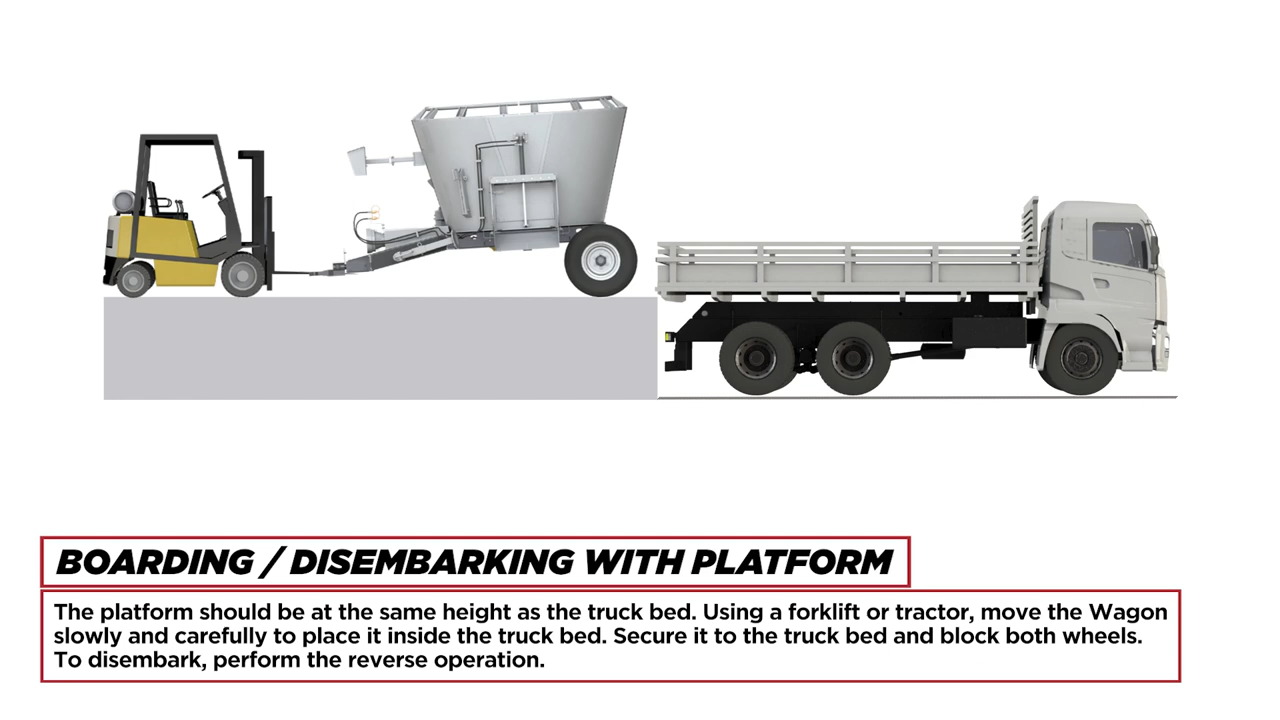 BOARDING / DISEMBARKING WITH PLATFORM
The platform should be at the same height as the truck bed. Using a forklift or tractor, move the Wagon
slowly and carefully to place it inside the truck bed. Secure it to the truck bed and block both wheels.
To disembark, perform the reverse operation.